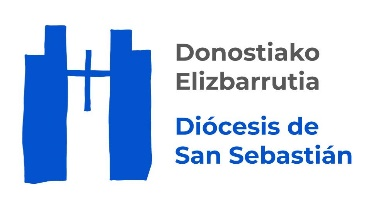 Donostiako
Elizbarrutia
Diócesis de
San Sebastián